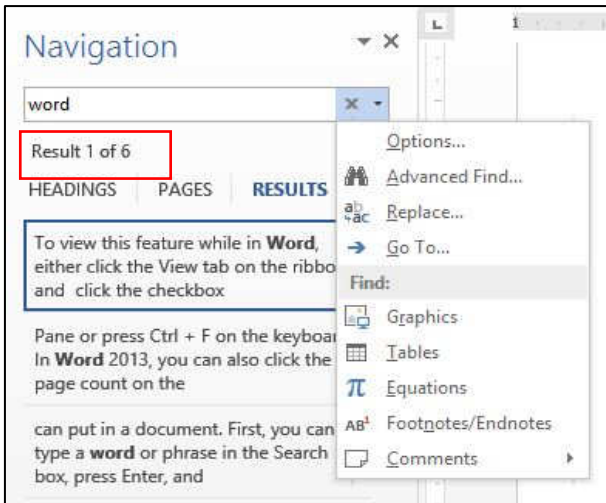 Navigation
word
Result 1 of 6
HEADINGS PAGES RESULTS
To view this feature while in Word,
either click the View tab on the ribbo
and click the checkbox
Pane or press Ctrl + F on the keyboar
In Word 2013, you can also click the
page count on the
can put in a document. First, you can
type a word or phrase in the Search
box, press Enter, and
Options...
Advanced Find...
Replace...
Go To...
Find:
Graphics
Tables
Equations
AB¹ Footnotes/Endnotes
Comments
1